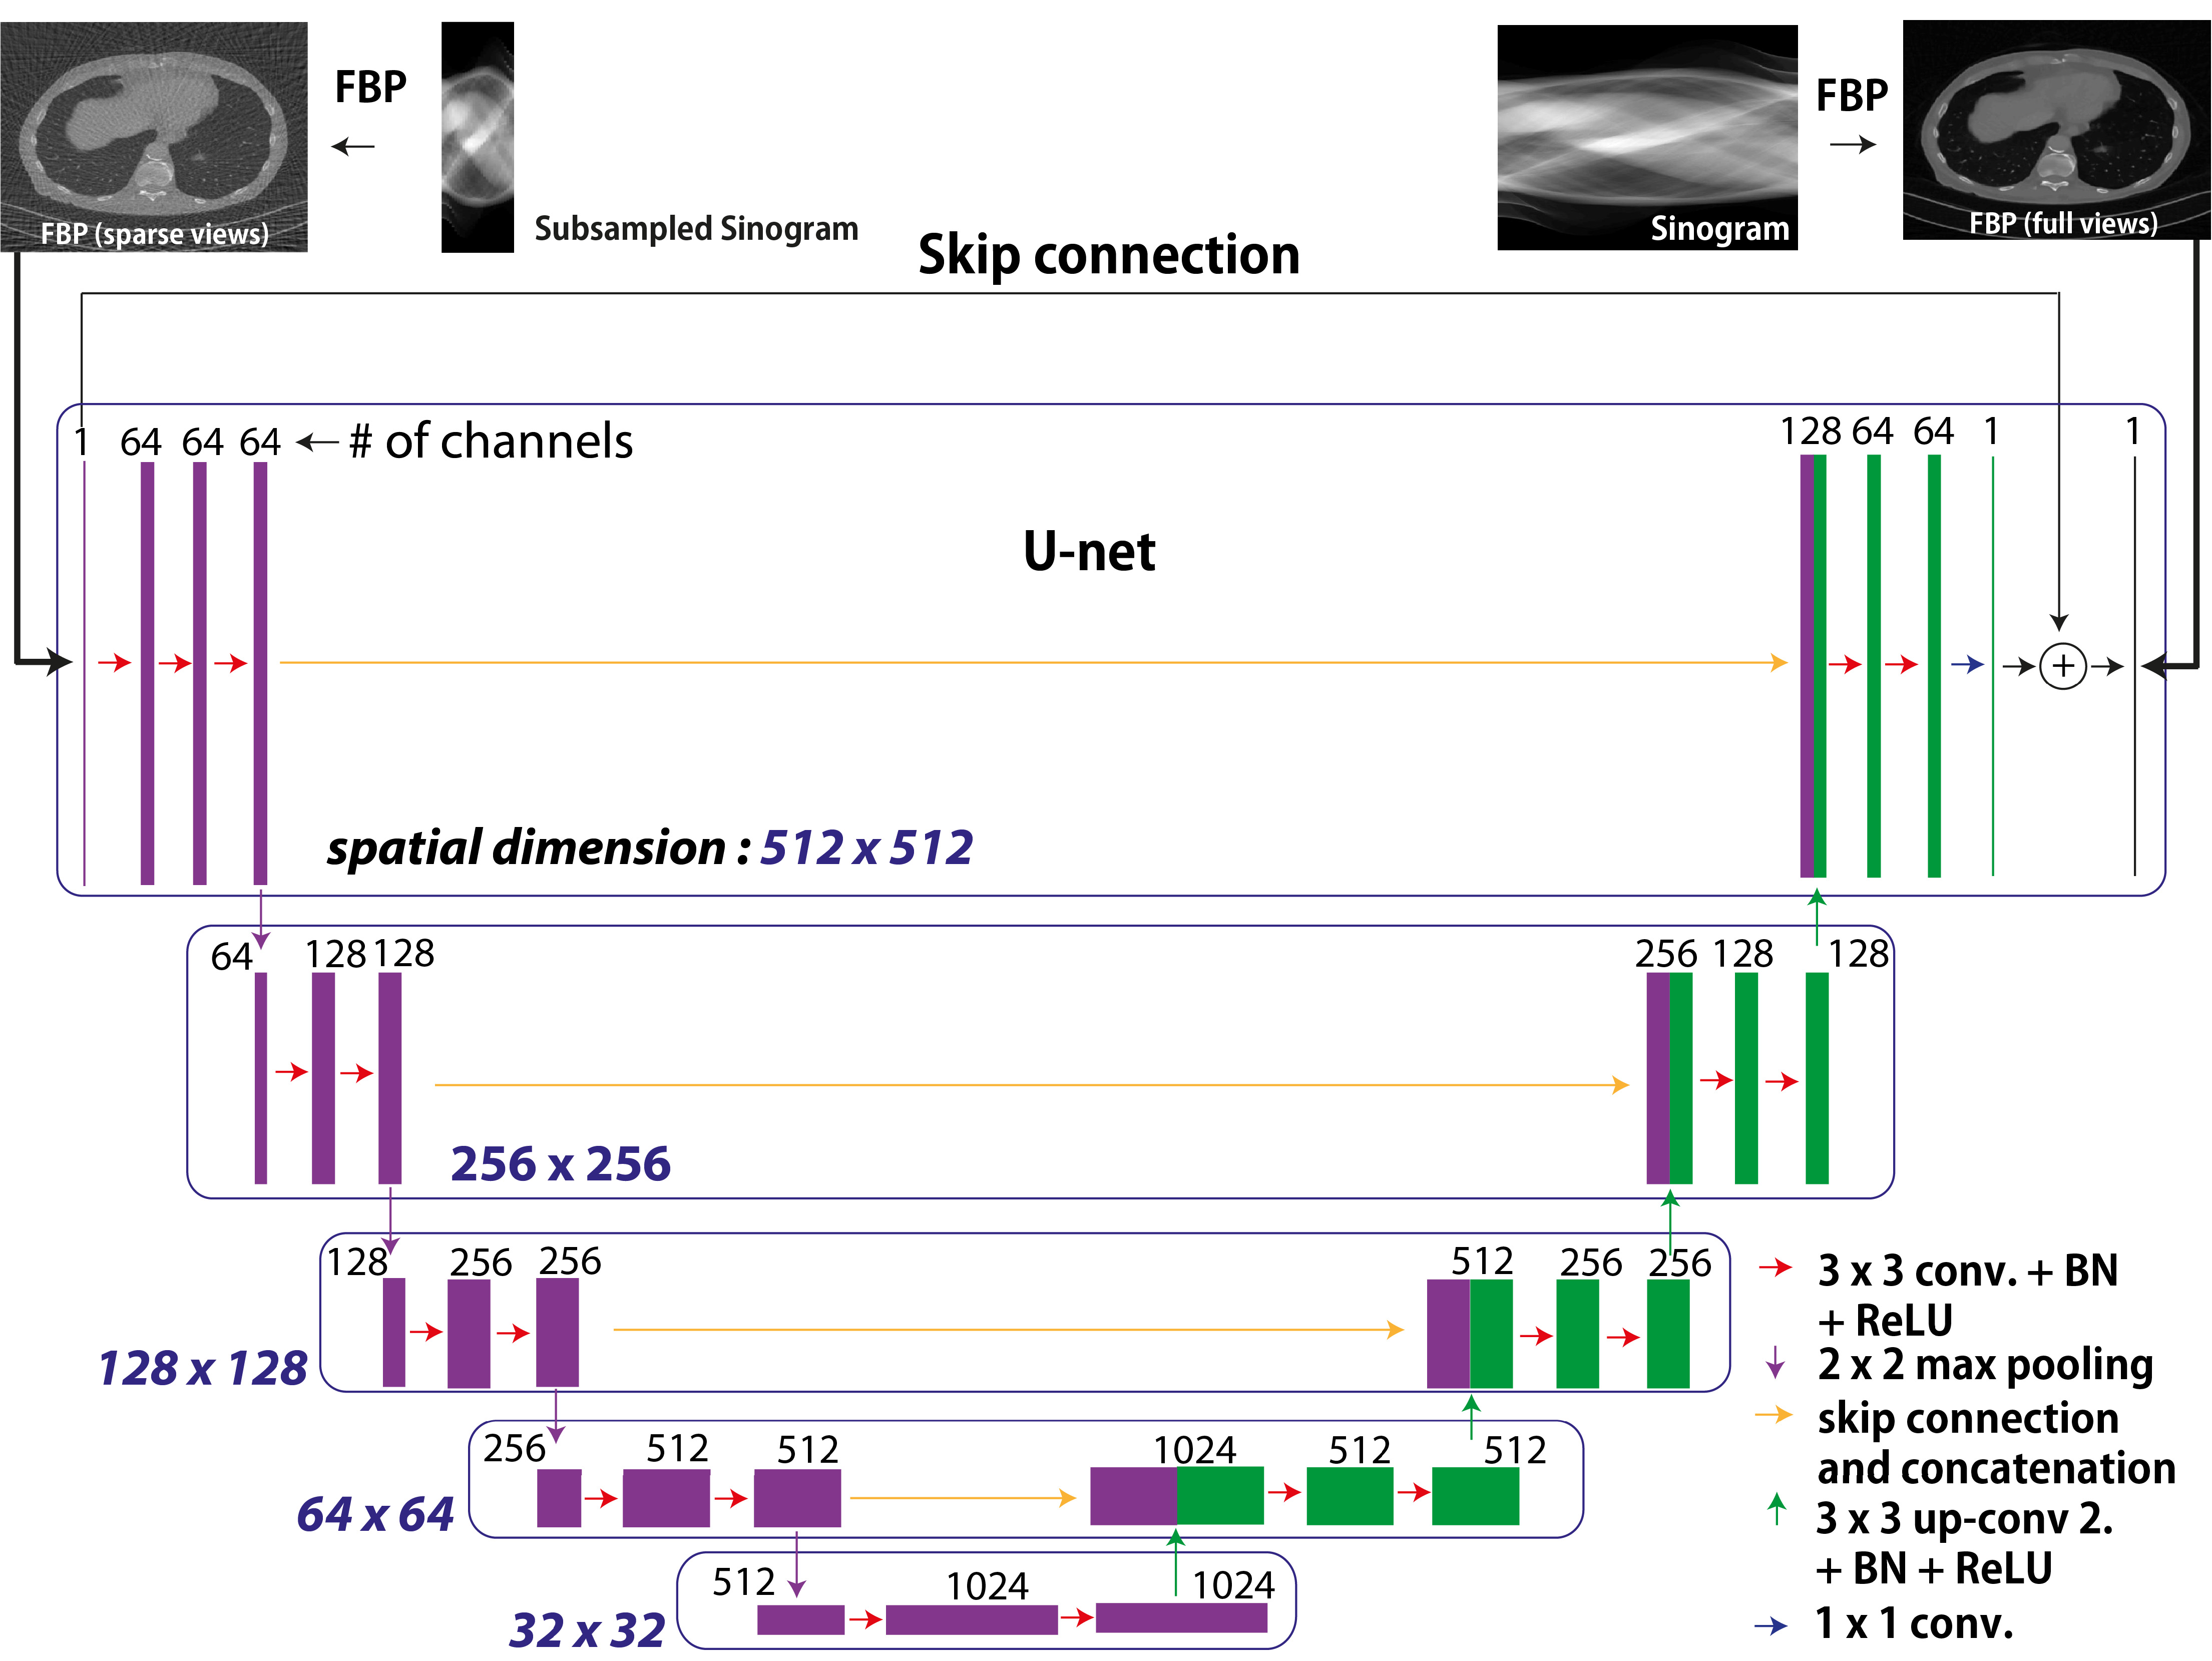 FBP
FBP (sparse views)
Subsampled Sinogram
FBP
Sinogram
FBP (full views)
Skip connection
1 64 64 64 # of channels
128 64 64 1 1
U-net
+
spatial dimension : 512 x 512
64 128 128
256 128 128
256 x 256
128 256 256
512 256 256
128 x 128
256 512 512
1024 512 512
64 x 64
512 1024 1024
32 x 32
3 x 3 conv. + BN
+ ReLU
2 x 2 max pooling
skip connection
and concatenation
3 x 3 up-conv 2.
+ BN + ReLU
1 x 1 conv.